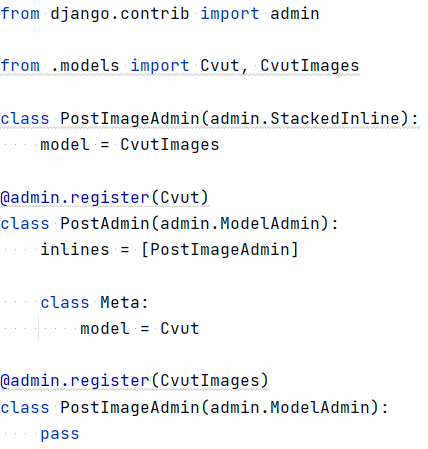 from django.contrib import admin
from .models import Cvut, CvutImages
class PostImageAdmin(admin.StackedInline):
    model = CvutImages
@admin.register(Cvut)
class PostAdmin(admin.ModelAdmin):
    inlines = [PostImageAdmin]
    class Meta:
        model = Cvut
@admin.register(CvutImages)
class PostImageAdmin(admin.ModelAdmin):
    pass